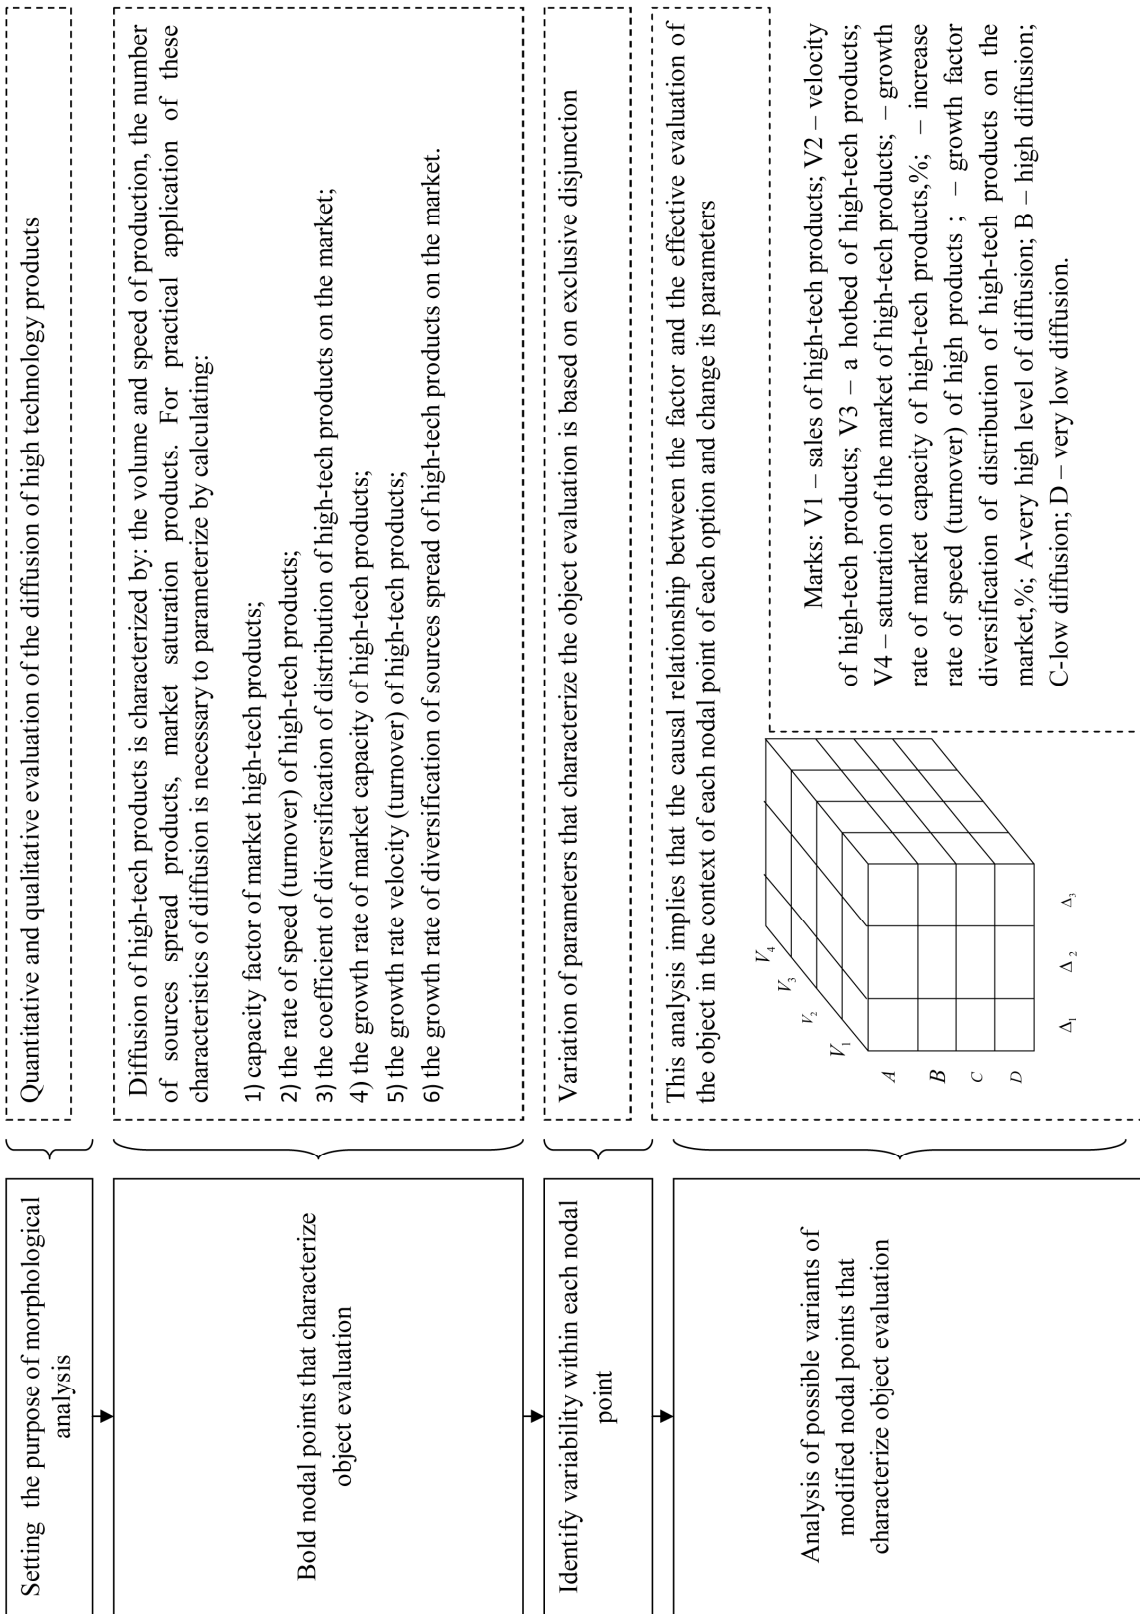 Setting the purpose of morphological
analysis
Quantitative and qualitative evaluation of the diffusion of high technology products
Bold nodal points that characterize
object evaluation
Diffusion of high-tech products is characterized by: the volume and speed of production, the number
of sources spread products, market saturation products. For practical application of these
characteristics of diffusion is necessary to parameterize by calculating:
1) capacity factor of market high-tech products;
2) the rate of speed (turnover) of high-tech products;
3) the coefficient of diversification of distribution of high-tech products on the market;
4) the growth rate of market capacity of high-tech products;
5) the growth rate velocity (turnover) of high-tech products;
6) the growth rate of diversification of sources spread of high-tech products on the market.
Identify variability within each nodal
point
Variation of parameters that characterize the object evaluation is based on exclusive disjunction
Analysis of possible variants of
modified nodal points that
characterize object evaluation
This analysis implies that the causal relationship between the factor and the effective evaluation of
the object in the context of each nodal point of each option and change its parameters
V4
V3
V2
V1
A
B
C
D
Δ1 Δ2 Δ3
Marks: V1 – sales of high-tech products; V2 – velocity
of high-tech products; V3 – a hotbed of high-tech products;
V4 – saturation of the market of high-tech products; – growth
rate of market capacity of high-tech products,%; – increase
rate of speed (turnover) of high products ; – growth factor
diversification of distribution of high-tech products on the
market,%; A-very high level of diffusion; B – high diffusion;
C-low diffusion; D – very low diffusion.